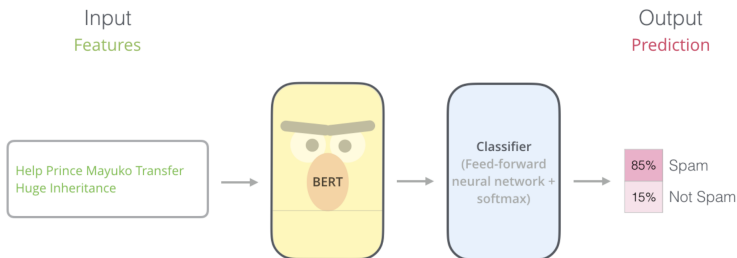 Input
Features
Output
Prediction
Help Prince Mayuko Transfer
Huge Inheritance
BERT
Classifier
(Feed-forward
neural network +
softmax)
85% Spam
15% Not Spam